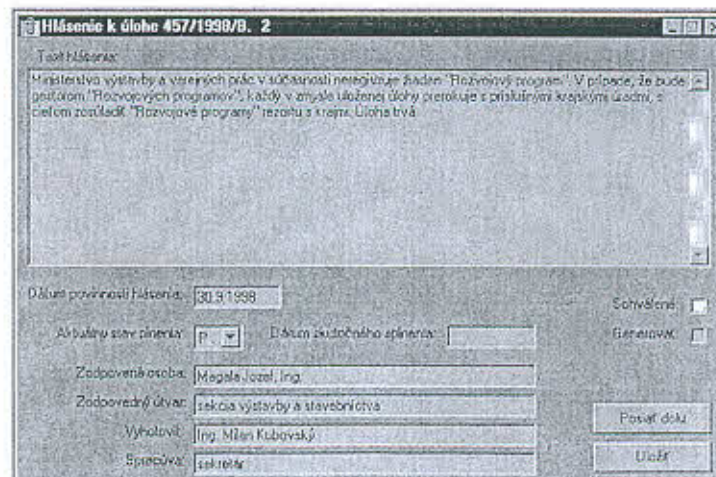 Hlásenie k úlohe 457/1998/B. 2
Text hlásenia:
Ministerstvo výstavby a verejných prác v súčasnosti neregistruje žiaden "Rozvojový program". V prípade, že bude
gestorom "Rozvojových programov", každý v zmysle uloženej úlohy prerokuje s príslušnými krajskými úradmi, s
cieľom zosúladiť "Rozvojové programy" rezortu s krajmi. Úloha trvá.
Dátum povinnosti hlásenia: 30.9.1998
Schválené:
Aktuálny stav plnenia: P Dátum skutočného splnenia:
Generovať:
Zodpovedná osoba: Magala Jozef, Ing.
Zodpovedný útvar: sekcia výstavby a stavebníctva
Poslať dolu
Vyhotovil: Ing. Milan Kubovský
Spracúva: sekretár
Uložiť